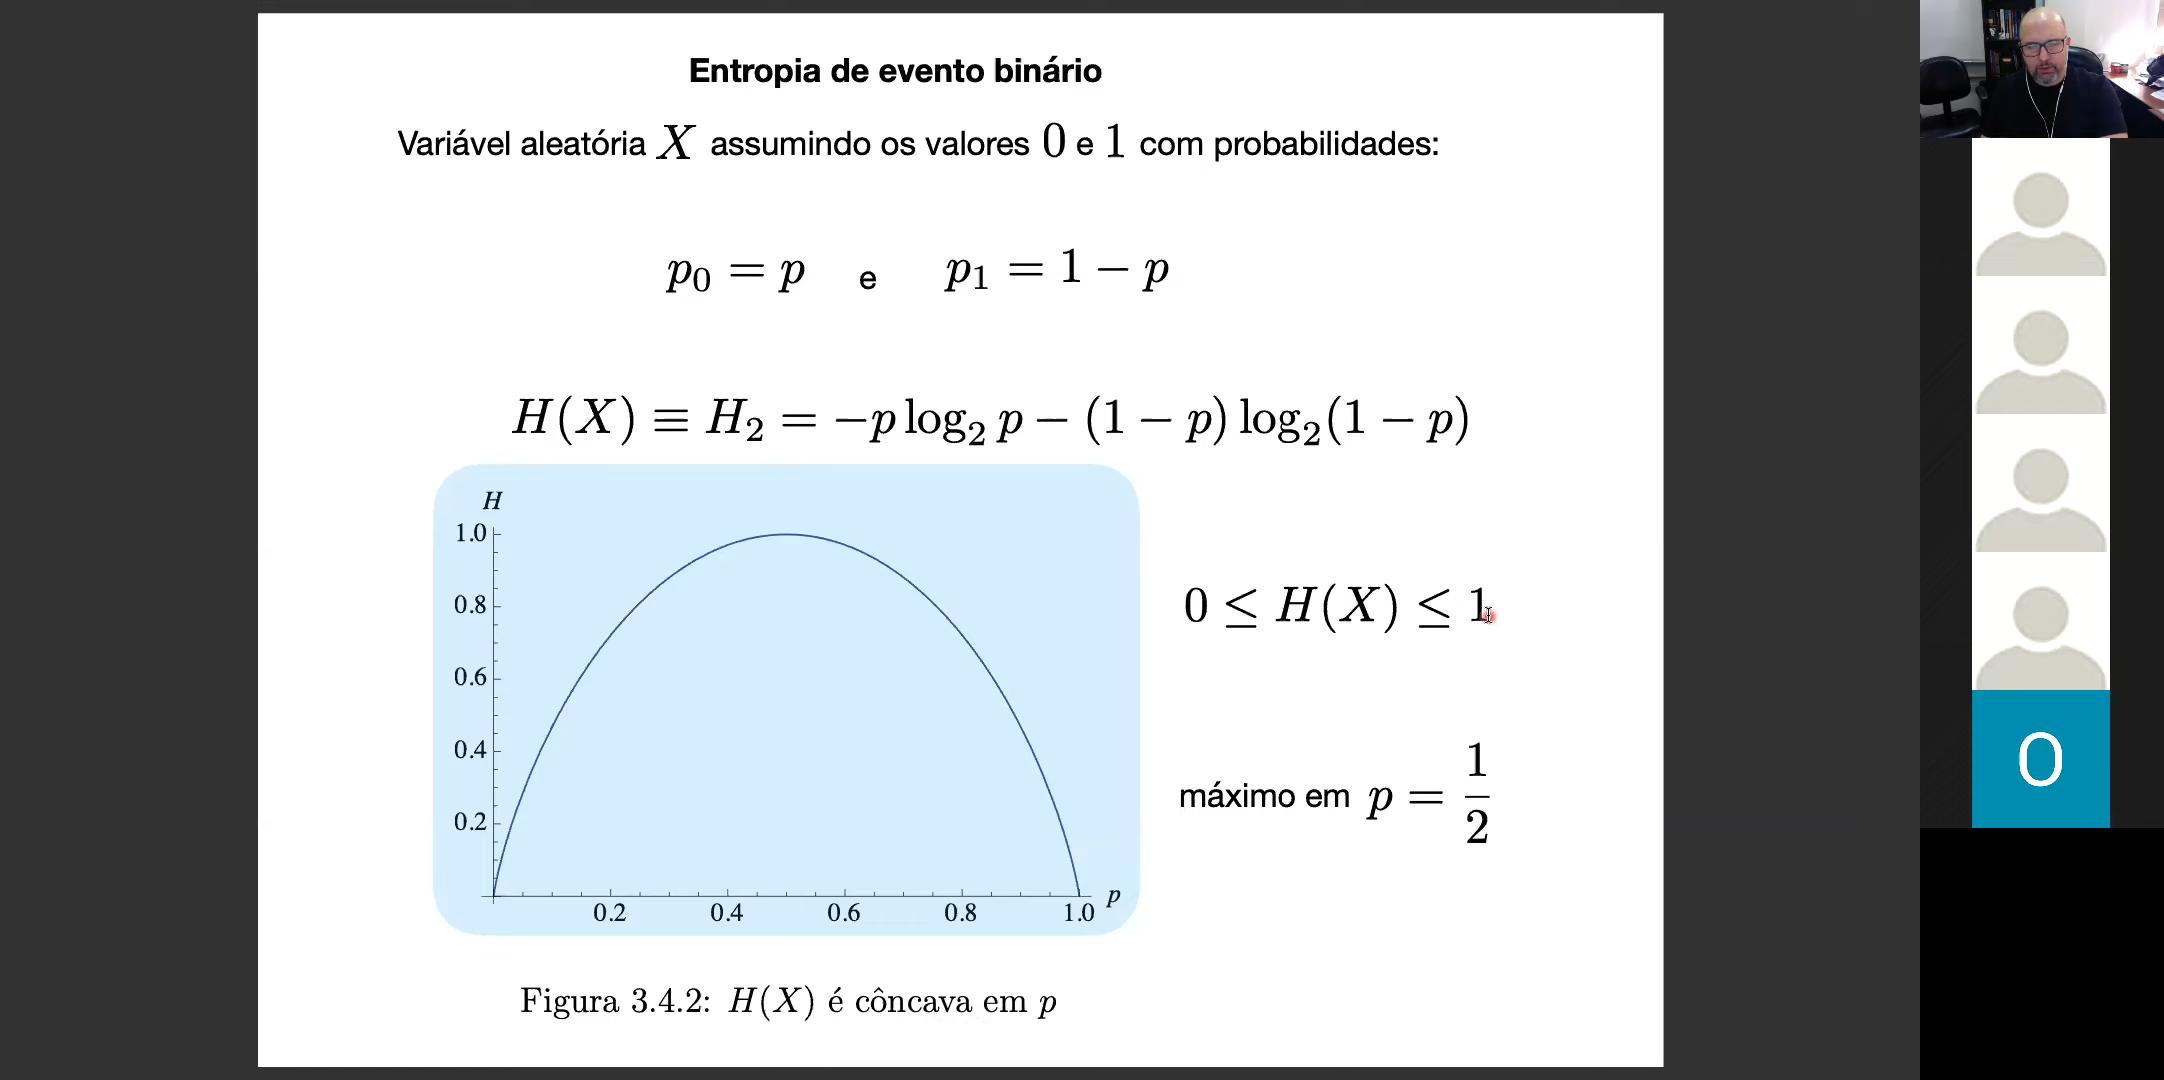 Entropia de evento binário
Variável aleatória X assumindo os valores 0 e 1 com probabilidades:
p₀ = p e p₁ = 1 − p
H(X) ≡ H₂ = −p log₂ p − (1 − p) log₂(1 − p)
H
1.0
0.8
0.6
0.4
0.2
0.2 0.4 0.6 0.8 1.0 p
0 ≤ H(X) ≤ 1
máximo em p = 1/2
Figura 3.4.2: H(X) é côncava em p
O